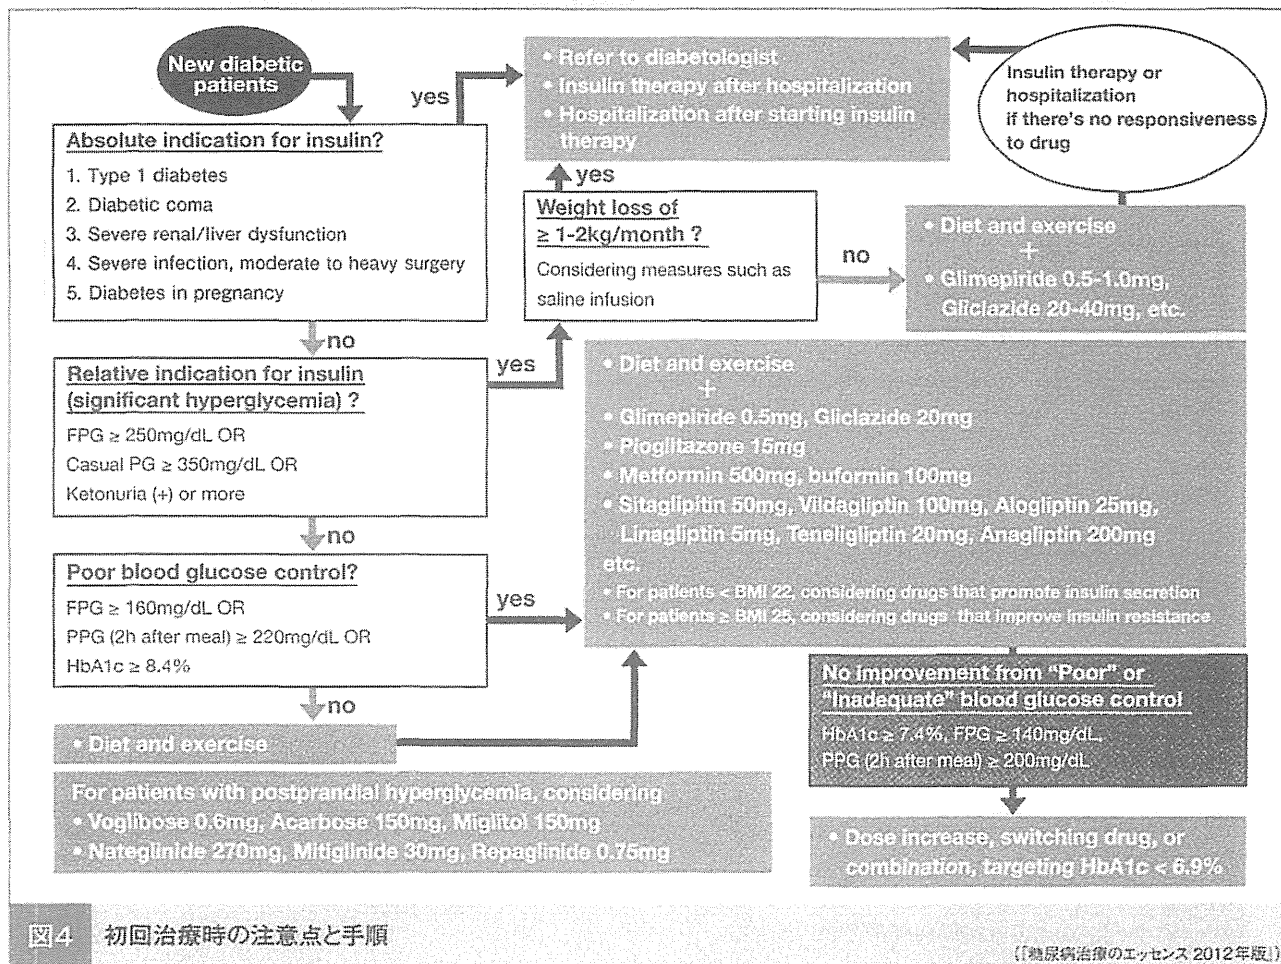 New diabetic
patients
yes
• Refer to diabetologist
• Insulin therapy after hospitalization
• Hospitalization after starting insulin
therapy
Insulin therapy or
hospitalization
if there's no responsiveness
to drug
Absolute indication for insulin?
1. Type 1 diabetes
2. Diabetic coma
3. Severe renal/liver dysfunction
4. Severe infection, moderate to heavy surgery
5. Diabetes in pregnancy
yes
Weight loss of
≥ 1-2kg/month ?
Considering measures such as
saline infusion
no
• Diet and exercise
+
• Glimepiride 0.5-1.0mg,
Gliclazide 20-40mg, etc.
no
Relative indication for insulin
(significant hyperglycemia) ?
FPG ≥ 250mg/dL OR
Casual PG ≥ 350mg/dL OR
Ketonuria (+) or more
yes
• Diet and exercise
+
• Glimepiride 0.5mg, Gliclazide 20mg
• Pioglitazone 15mg
• Metformin 500mg, buformin 100mg
• Sitaglipitin 50mg, Vildagliptin 100mg, Alogliptin 25mg,
Linagliptin 5mg, Teneligliptin 20mg, Anagliptin 200mg
etc.
• For patients < BMI 22, considering drugs that promote insulin secretion
• For patients ≥ BMI 25, considering drugs that improve insulin resistance
no
Poor blood glucose control?
FPG ≥ 160mg/dL OR
PPG (2h after meal) ≥ 220mg/dL OR
HbA1c ≥ 8.4%
yes
no
• Diet and exercise
No improvement from "Poor" or
"Inadequate" blood glucose control
HbA1c ≥ 7.4%, FPG ≥ 140mg/dL,
PPG (2h after meal) ≥ 200mg/dL
For patients with postprandial hyperglycemia, considering
• Voglibose 0.6mg, Acarbose 150mg, Miglitol 150mg
• Nateglinide 270mg, Mitiglinide 30mg, Repaglinide 0.75mg
• Dose increase, switching drug, or
combination, targeting HbA1c < 6.9%
図4 初回治療時の注意点と手順
(『糖尿病治療のエッセンス 2012年版』)